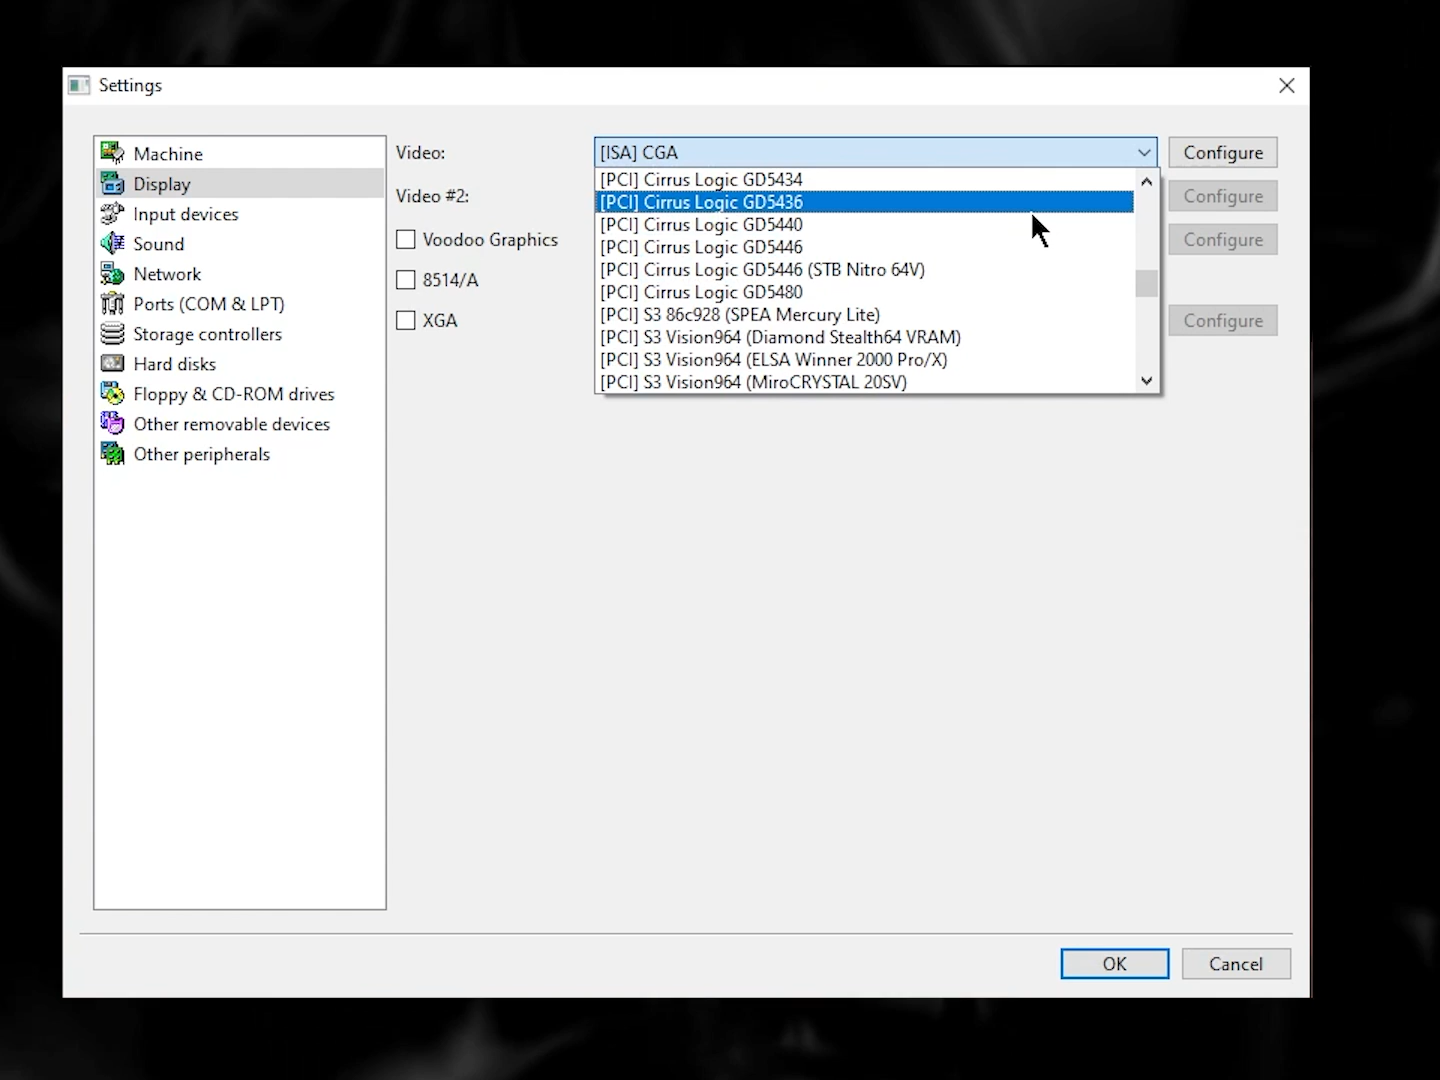 Settings
Machine
Display
Input devices
Sound
Network
Ports (COM & LPT)
Storage controllers
Hard disks
Floppy & CD-ROM drives
Other removable devices
Other peripherals
Video:
[ISA] CGA
Configure
Video #2:
Configure
Voodoo Graphics
Configure
8514/A
XGA
Configure
[PCI] Cirrus Logic GD5434
[PCI] Cirrus Logic GD5436
[PCI] Cirrus Logic GD5440
[PCI] Cirrus Logic GD5446
[PCI] Cirrus Logic GD5446 (STB Nitro 64V)
[PCI] Cirrus Logic GD5480
[PCI] S3 86c928 (SPEA Mercury Lite)
[PCI] S3 Vision964 (Diamond Stealth64 VRAM)
[PCI] S3 Vision964 (ELSA Winner 2000 Pro/X)
[PCI] S3 Vision964 (MiroCRYSTAL 20SV)
OK
Cancel